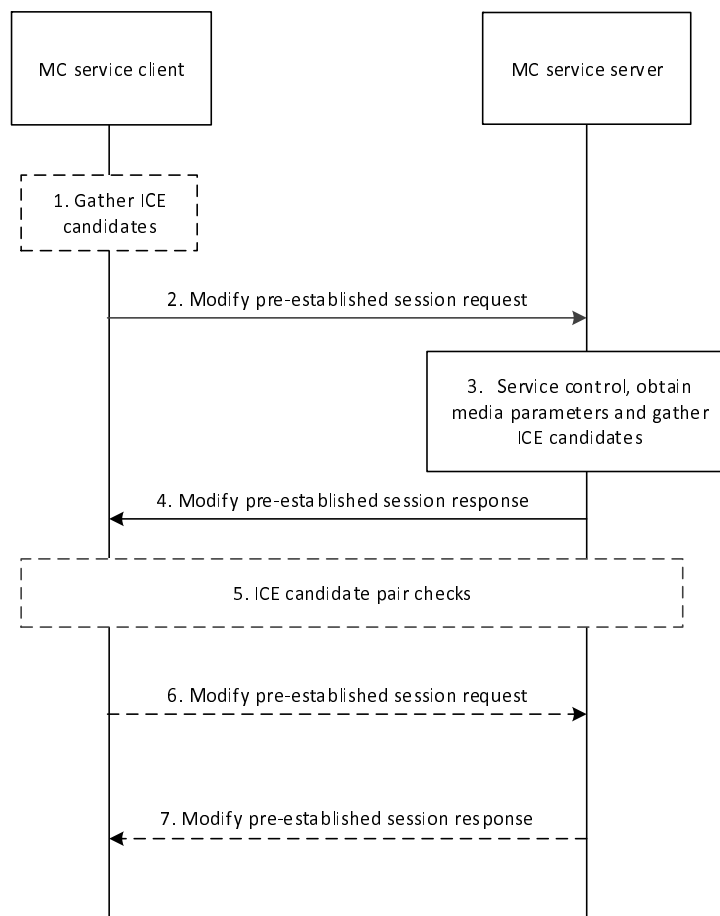 MC service client
MC service server
1. Gather ICE
candidates
2. Modify pre-established session request
3. Service control, obtain
media parameters and gather
ICE candidates
4. Modify pre-established session response
5. ICE candidate pair checks
6. Modify pre-established session request
7. Modify pre-established session response